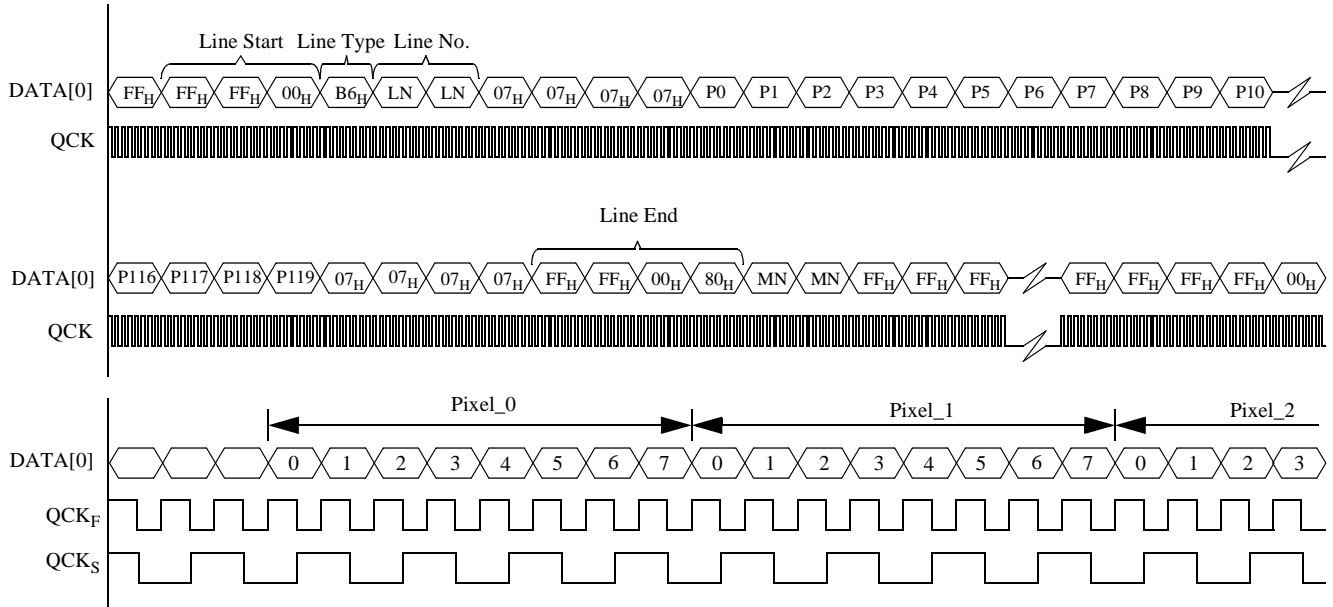 Line Start Line Type Line No.
DATA[0] FFH FFH FFH 00H B6H LN LN 07H 07H 07H 07H P0 P1 P2 P3 P4 P5 P6 P7 P8 P9 P10
QCK
Line End
DATA[0] P116 P117 P118 P119 07H 07H 07H 07H FFH FFH 00H 80H MN MN FFH FFH FFH FFH FFH FFH FFH 00H
QCK
Pixel_0 Pixel_1 Pixel_2
DATA[0] 0 1 2 3 4 5 6 7 0 1 2 3 4 5 6 7 0 1 2 3
QCKF
QCKS